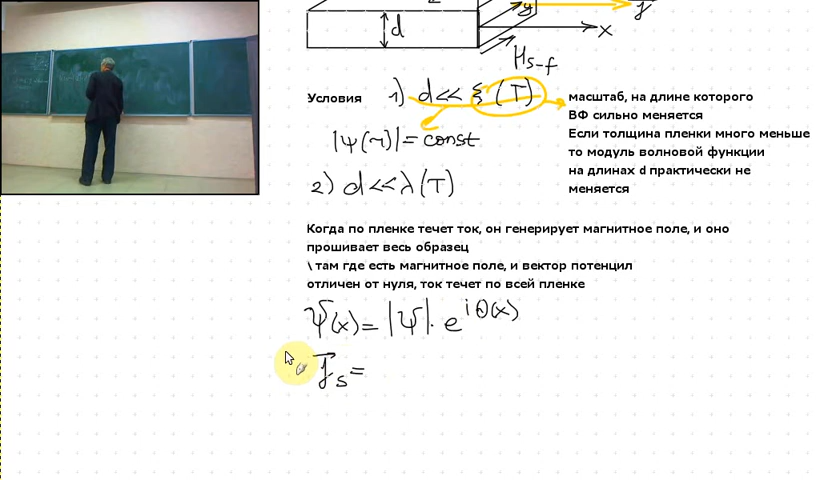 d
y
x
H s-f
Условия 1) d << ξ (T)
масштаб, на длине которого
ВФ сильно меняется
Если толщина пленки много меньше
то модуль волновой функции
на длинах d практически не
меняется
|ψ(r)| = const
2) d << λ (T)
Когда по пленке течет ток, он генерирует магнитное поле, и оно
прошивает весь образец
\ там где есть магнитное поле, и вектор потенцил
отличен от нуля, ток течет по всей пленке
Ψ(x) = |Ψ| · e^{iθ(x)}
j⃗ₛ =